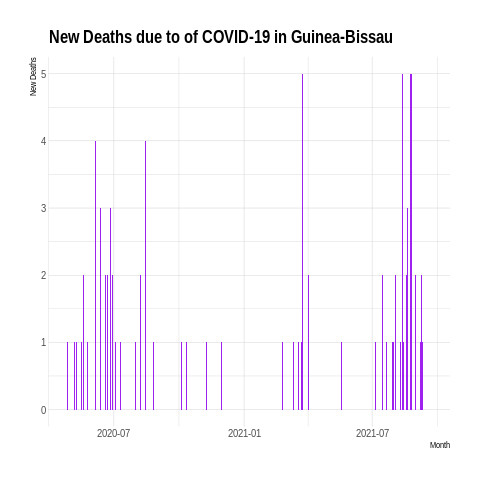 New Deaths due to of COVID-19 in Guinea-Bissau
New Deaths
5
4
3
2
1
0
2020-07 2021-01 2021-07
Month